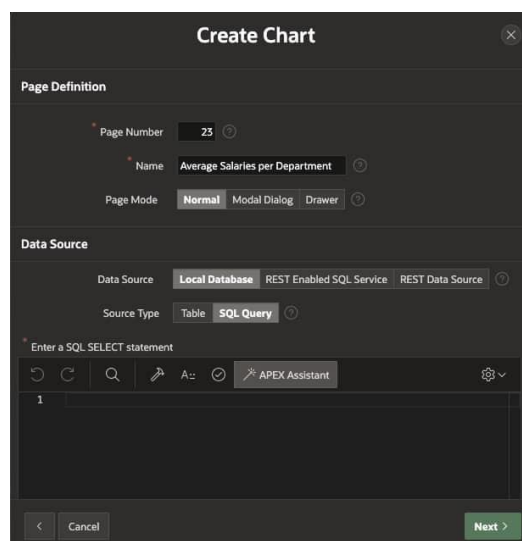 Create Chart
Page Definition
* Page Number 23
* Name Average Salaries per Department
Page Mode Normal Modal Dialog Drawer
Data Source
Data Source Local Database REST Enabled SQL Service REST Data Source
Source Type Table SQL Query
* Enter a SQL SELECT statement
APEX Assistant
1
Cancel Next >